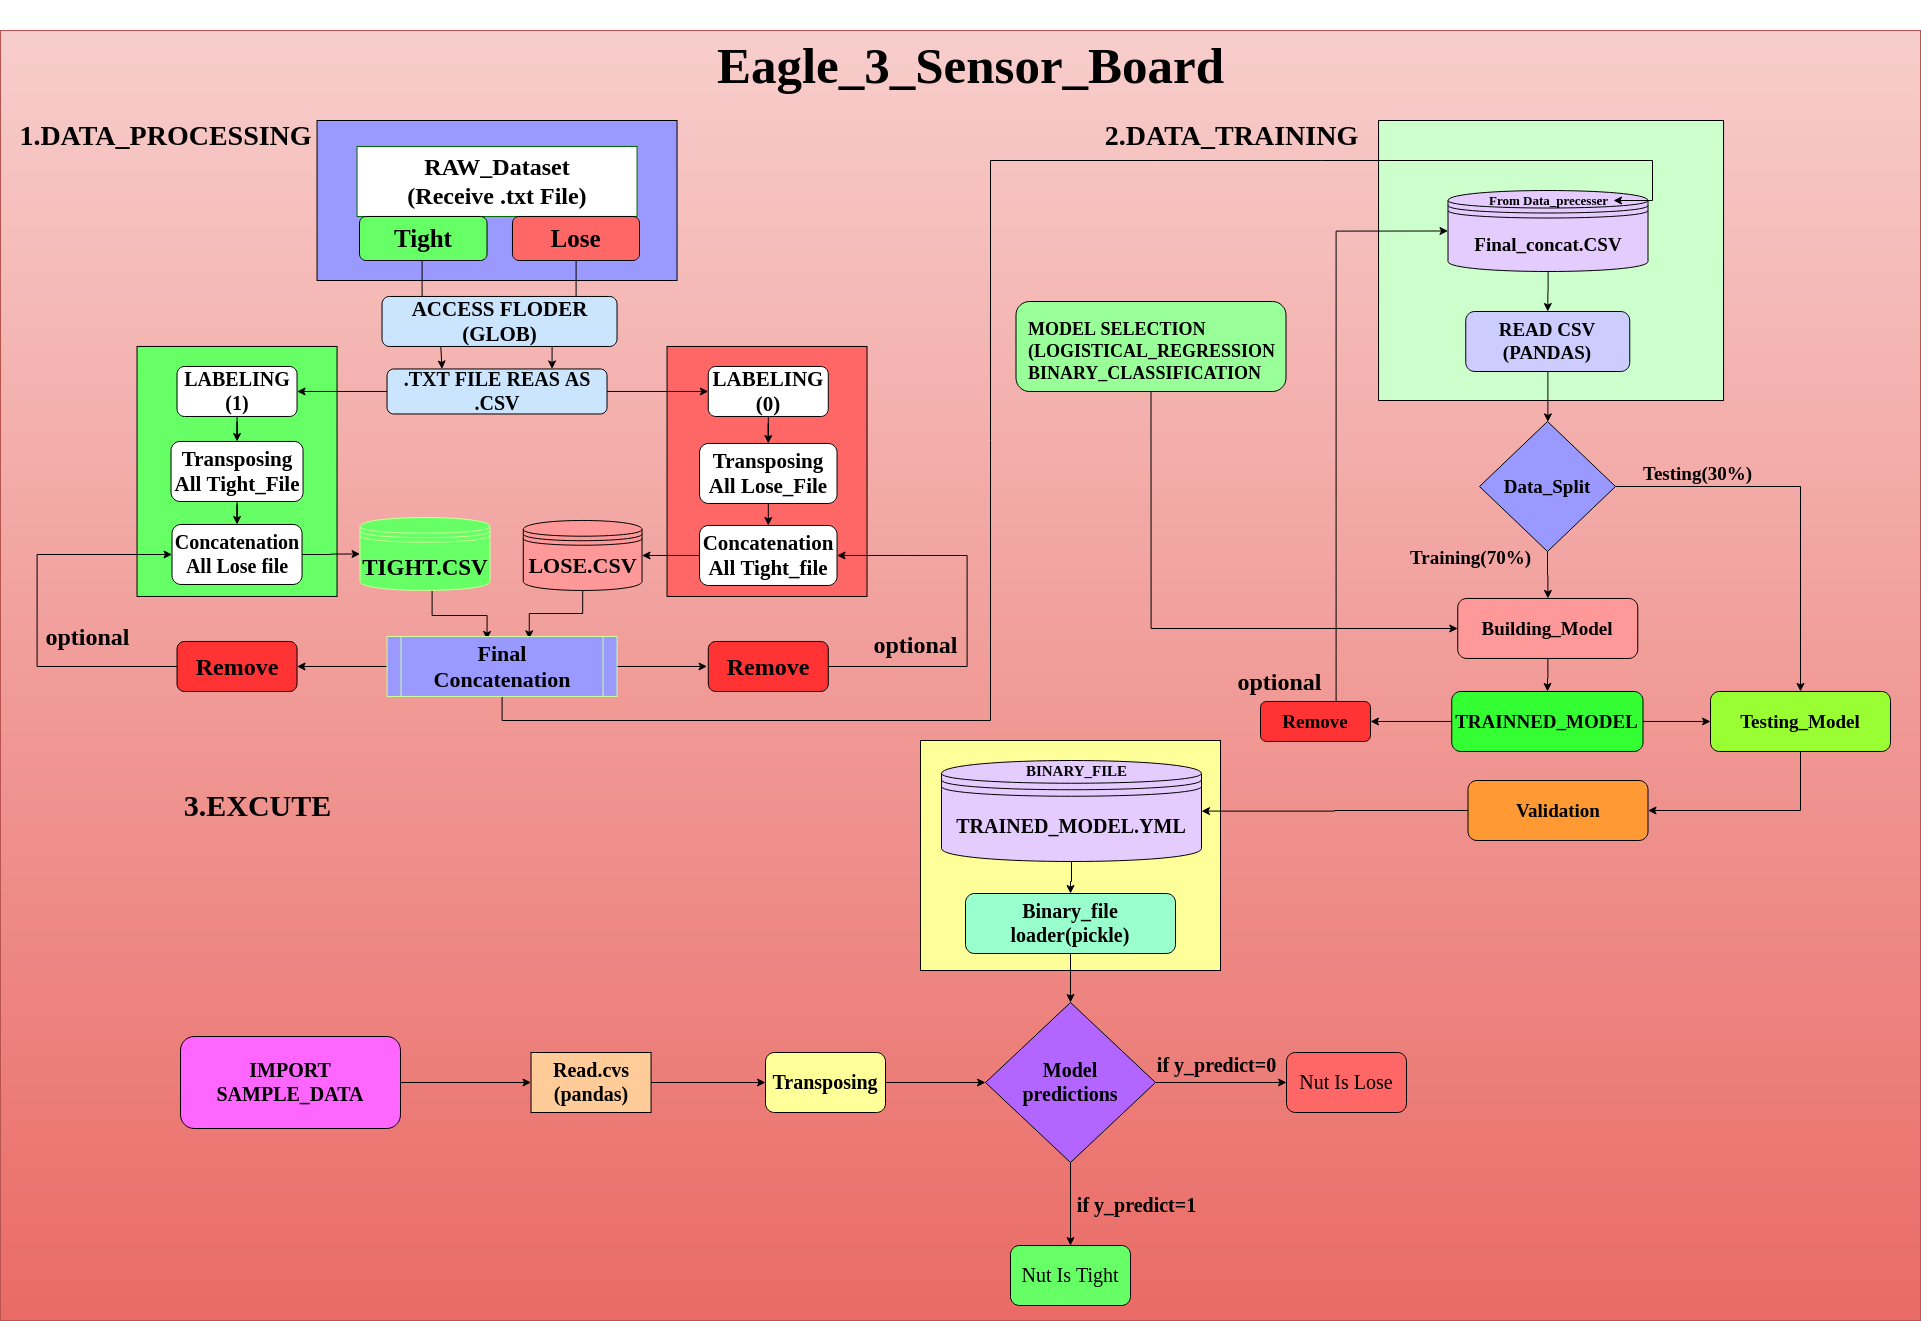 Eagle_3_Sensor_Board
1.DATA_PROCESSING
RAW_Dataset
(Receive .txt File)
Tight
Lose
ACCESS FLODER
(GLOB)
.TXT FILE REAS AS
.CSV
LABELING
(1)
Transposing
All Tight_File
Concatenation
All Lose file
TIGHT.CSV
LABELING
(0)
Transposing
All Lose_File
Concatenation
All Tight_file
LOSE.CSV
Final
Concatenation
Remove
optional
Remove
optional
2.DATA_TRAINING
From Data_precesser
Final_concat.CSV
READ CSV
(PANDAS)
MODEL SELECTION
(LOGISTICAL_REGRESSION
BINARY_CLASSIFICATION
Data_Split
Testing(30%)
Training(70%)
Building_Model
optional
Remove
TRAINNED_MODEL
Testing_Model
Validation
3.EXCUTE
BINARY_FILE
TRAINED_MODEL.YML
Binary_file
loader(pickle)
IMPORT
SAMPLE_DATA
Read.cvs
(pandas)
Transposing
Model
predictions
if y_predict=0
Nut Is Lose
if y_predict=1
Nut Is Tight